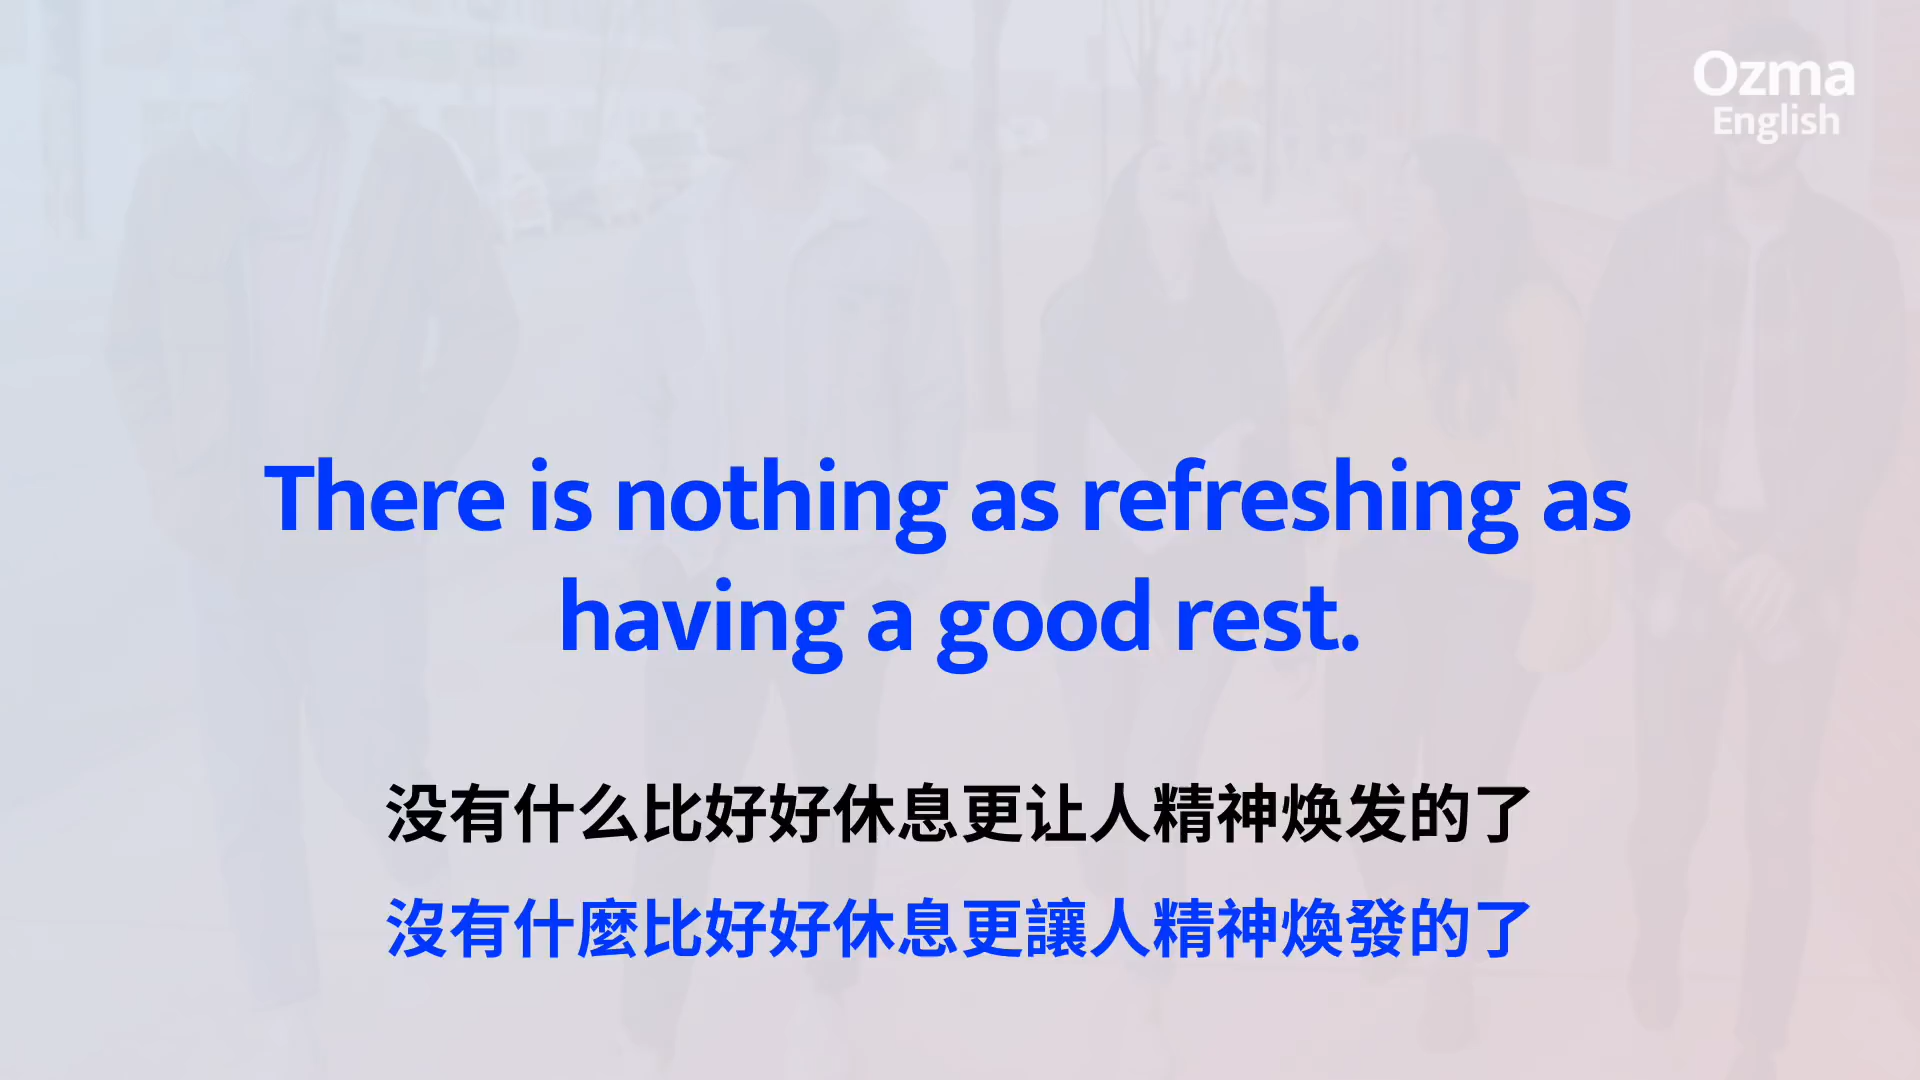 Ozma
English
There is nothing as refreshing as
having a good rest.
没有什么比好好休息更让人精神焕发的了
沒有什麼比好好休息更讓人精神煥發的了